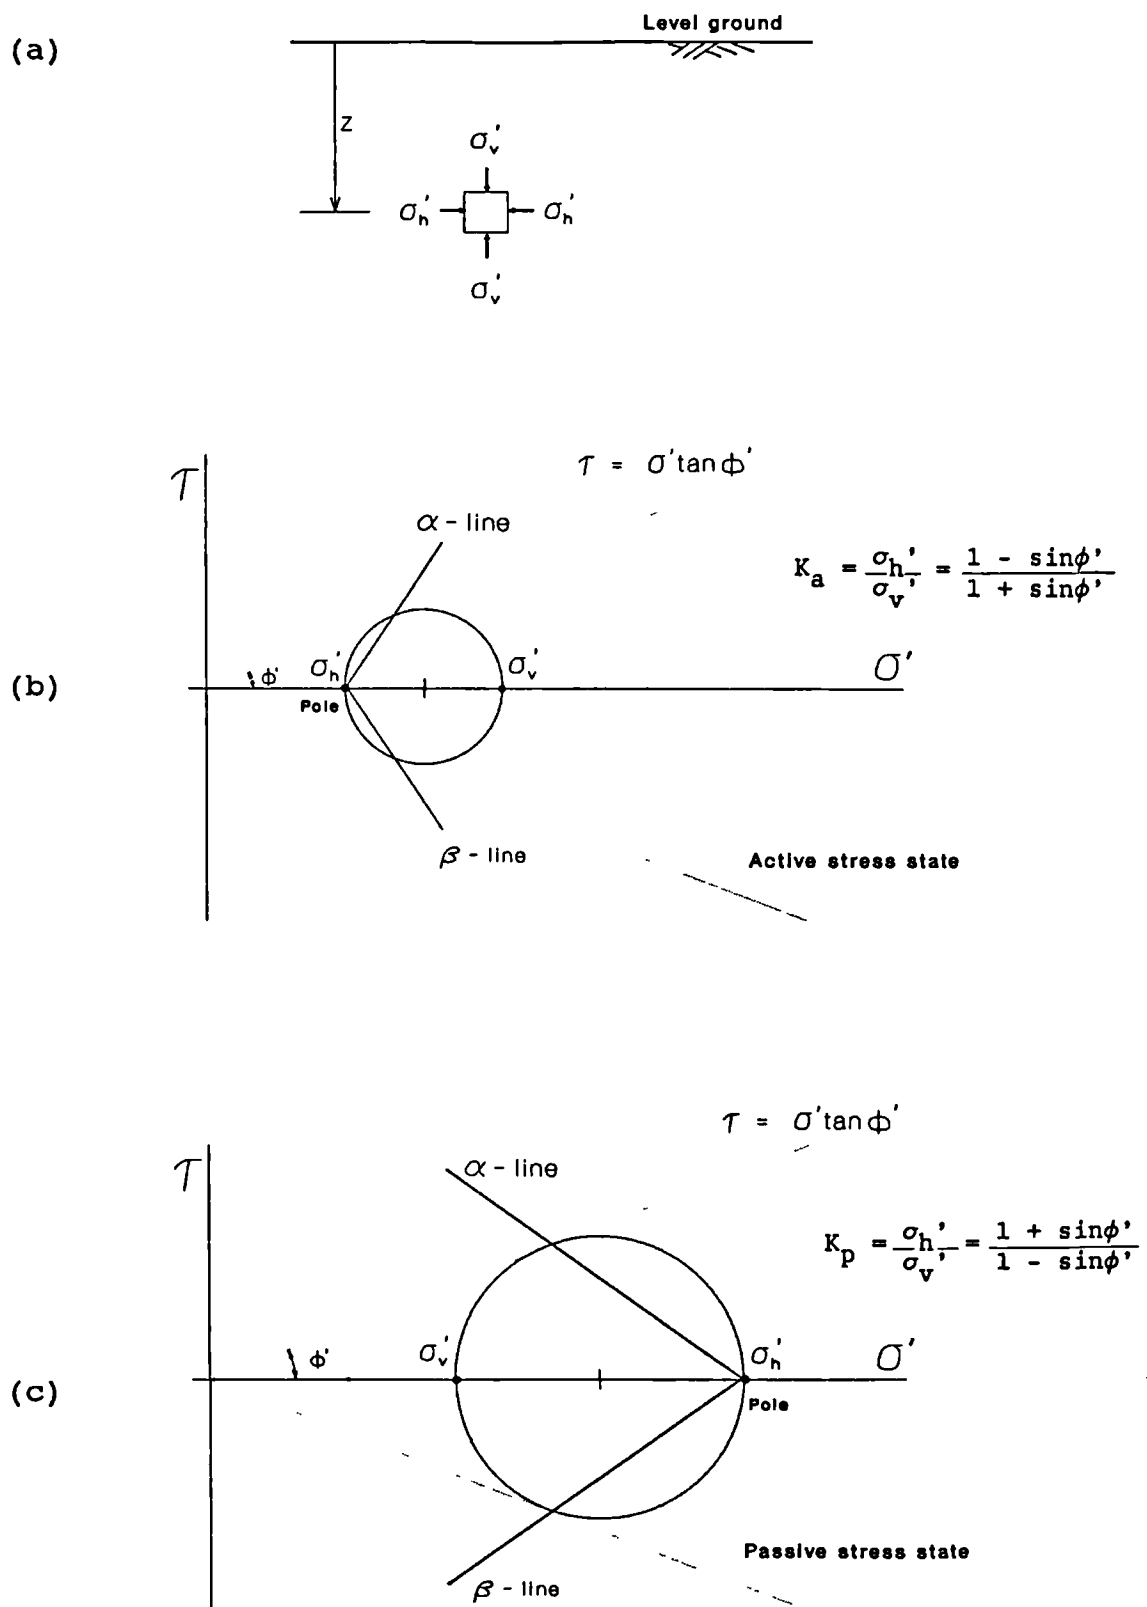 Level ground
(a)
z
σv'
σh' σh'
σv'
τ = σ'tanφ'
τ
α - line
Ka = σh'/σv' = 1 - sinφ'/1 + sinφ'
(b)
φ' σh' σv' σ'
Pole
β - line
Active stress state
τ = σ'tanφ'
τ
α - line
Kp = σh'/σv' = 1 + sinφ'/1 - sinφ'
(c)
φ' σv' σh' σ'
Pole
Passive stress state
β - line